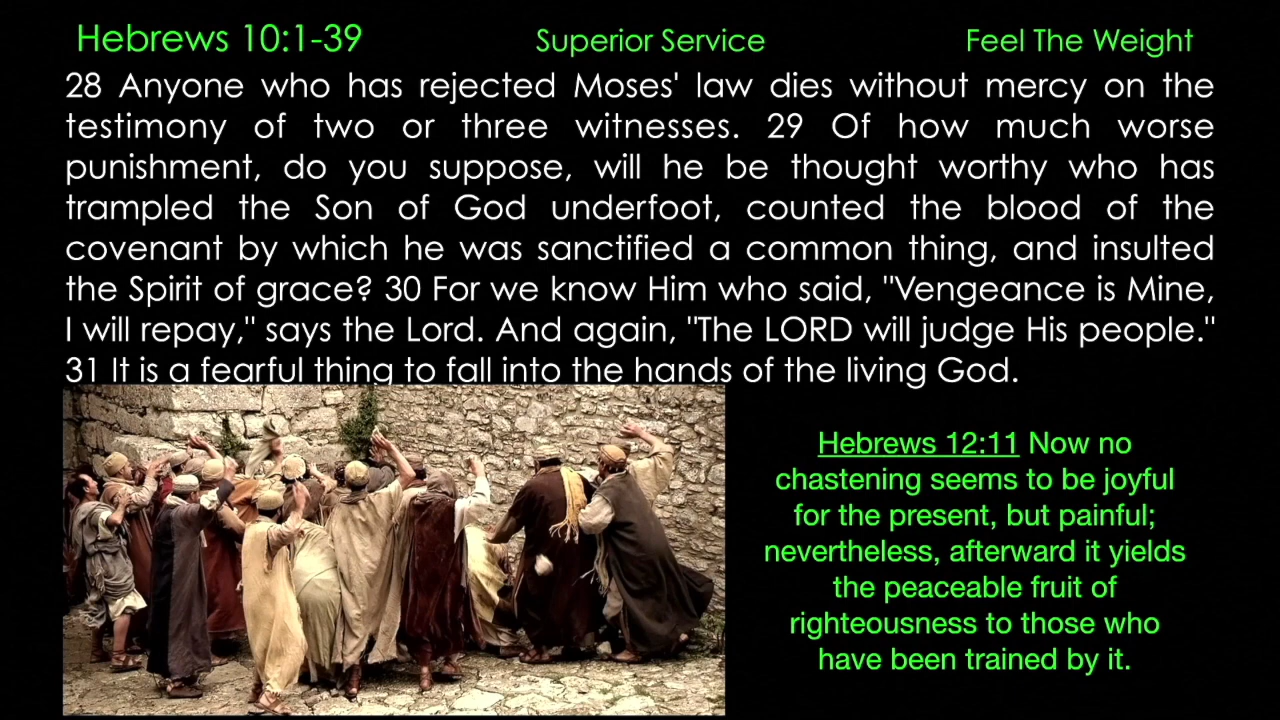 Hebrews 10:1-39 Superior Service Feel The Weight
28 Anyone who has rejected Moses' law dies without mercy on the
testimony of two or three witnesses. 29 Of how much worse
punishment, do you suppose, will he be thought worthy who has
trampled the Son of God underfoot, counted the blood of the
covenant by which he was sanctified a common thing, and insulted
the Spirit of grace? 30 For we know Him who said, "Vengeance is Mine,
I will repay," says the Lord. And again, "The LORD will judge His people."
31 It is a fearful thing to fall into the hands of the living God.
Hebrews 12:11 Now no
chastening seems to be joyful
for the present, but painful;
nevertheless, afterward it yields
the peaceable fruit of
righteousness to those who
have been trained by it.